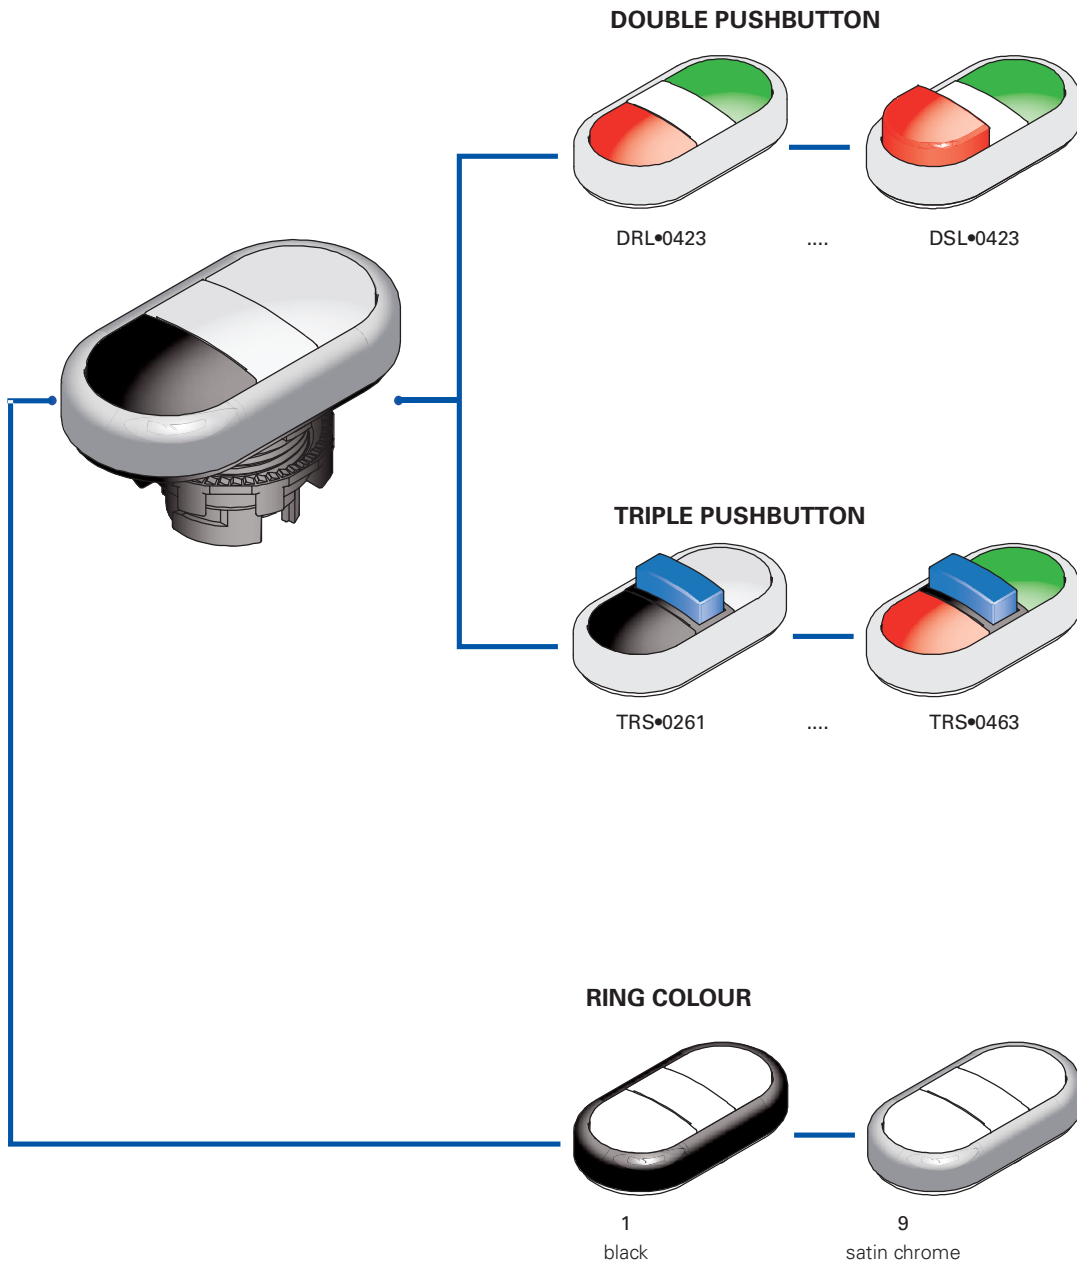 DOUBLE PUSHBUTTON
DRL•0423 .... DSL•0423
TRIPLE PUSHBUTTON
TRS•0261 .... TRS•0463
RING COLOUR
1 9
black satin chrome